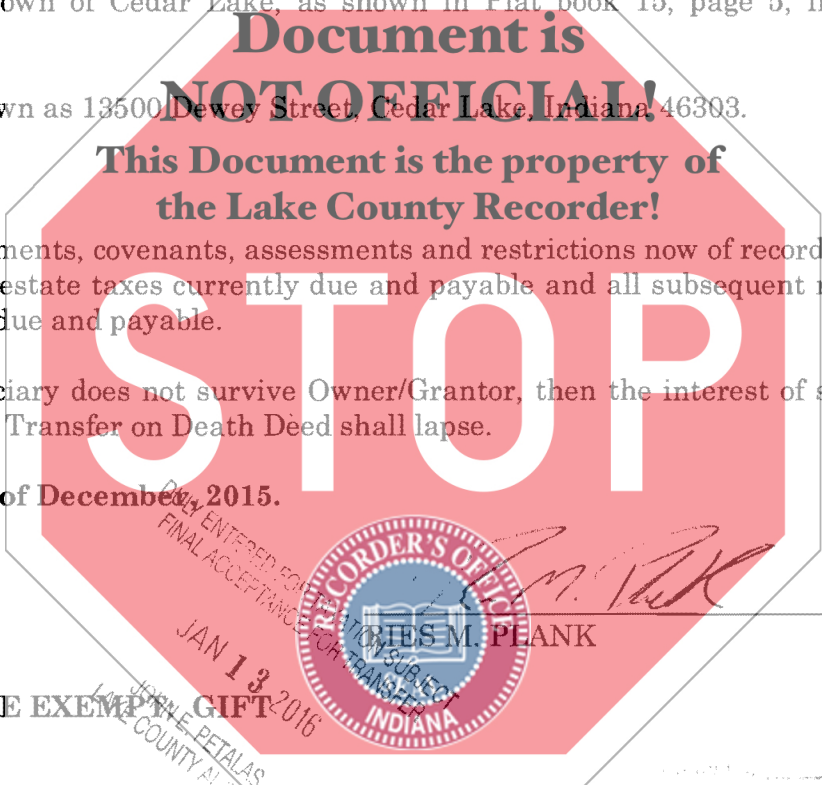 own of Cedar Lake, as shown in Plat book 15, page 5, in
Document is
NOT OFFICIAL!
wn as 13500 Dewey Street, Cedar Lake, Indiana 46303.
This Document is the property of
the Lake County Recorder!
nents, covenants, assessments and restrictions now of record
estate taxes currently due and payable and all subsequent r
due and payable.
STOP
ciary does not survive Owner/Grantor, then the interest of s
Transfer on Death Deed shall lapse.
of December, 2015.
DULY ENTERED FOR TAXATION SUBJECT
FINAL ACCEPTANCE FOR TRANSFER
JAN 13 2016
JOHN E. PETALAS
LAKE COUNTY AU
RECORDER'S OFFICE
INDIANA
RIES M. PLANK
E EXEMPT GIFT